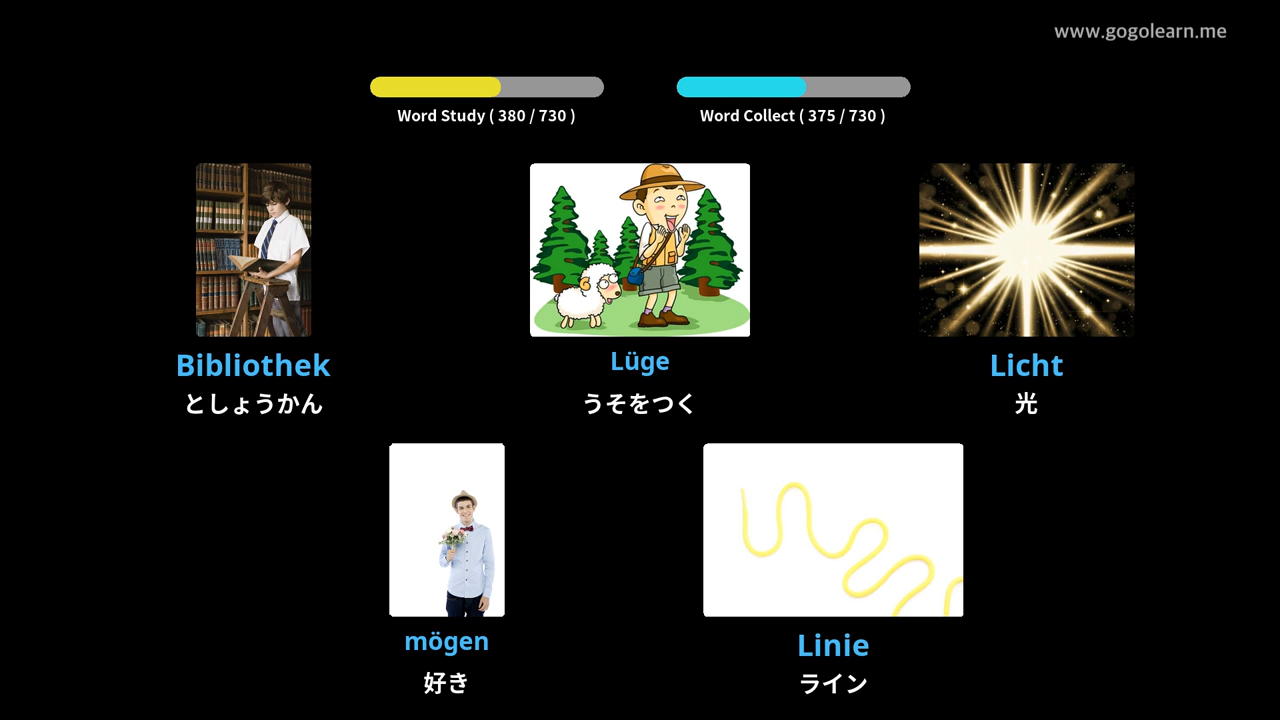 www.gogolearn.me
Word Study ( 380 / 730 )
Word Collect ( 375 / 730 )
Bibliothek
としょうかん
Lüge
うそをつく
Licht
光
mögen
好き
Linie
ライン